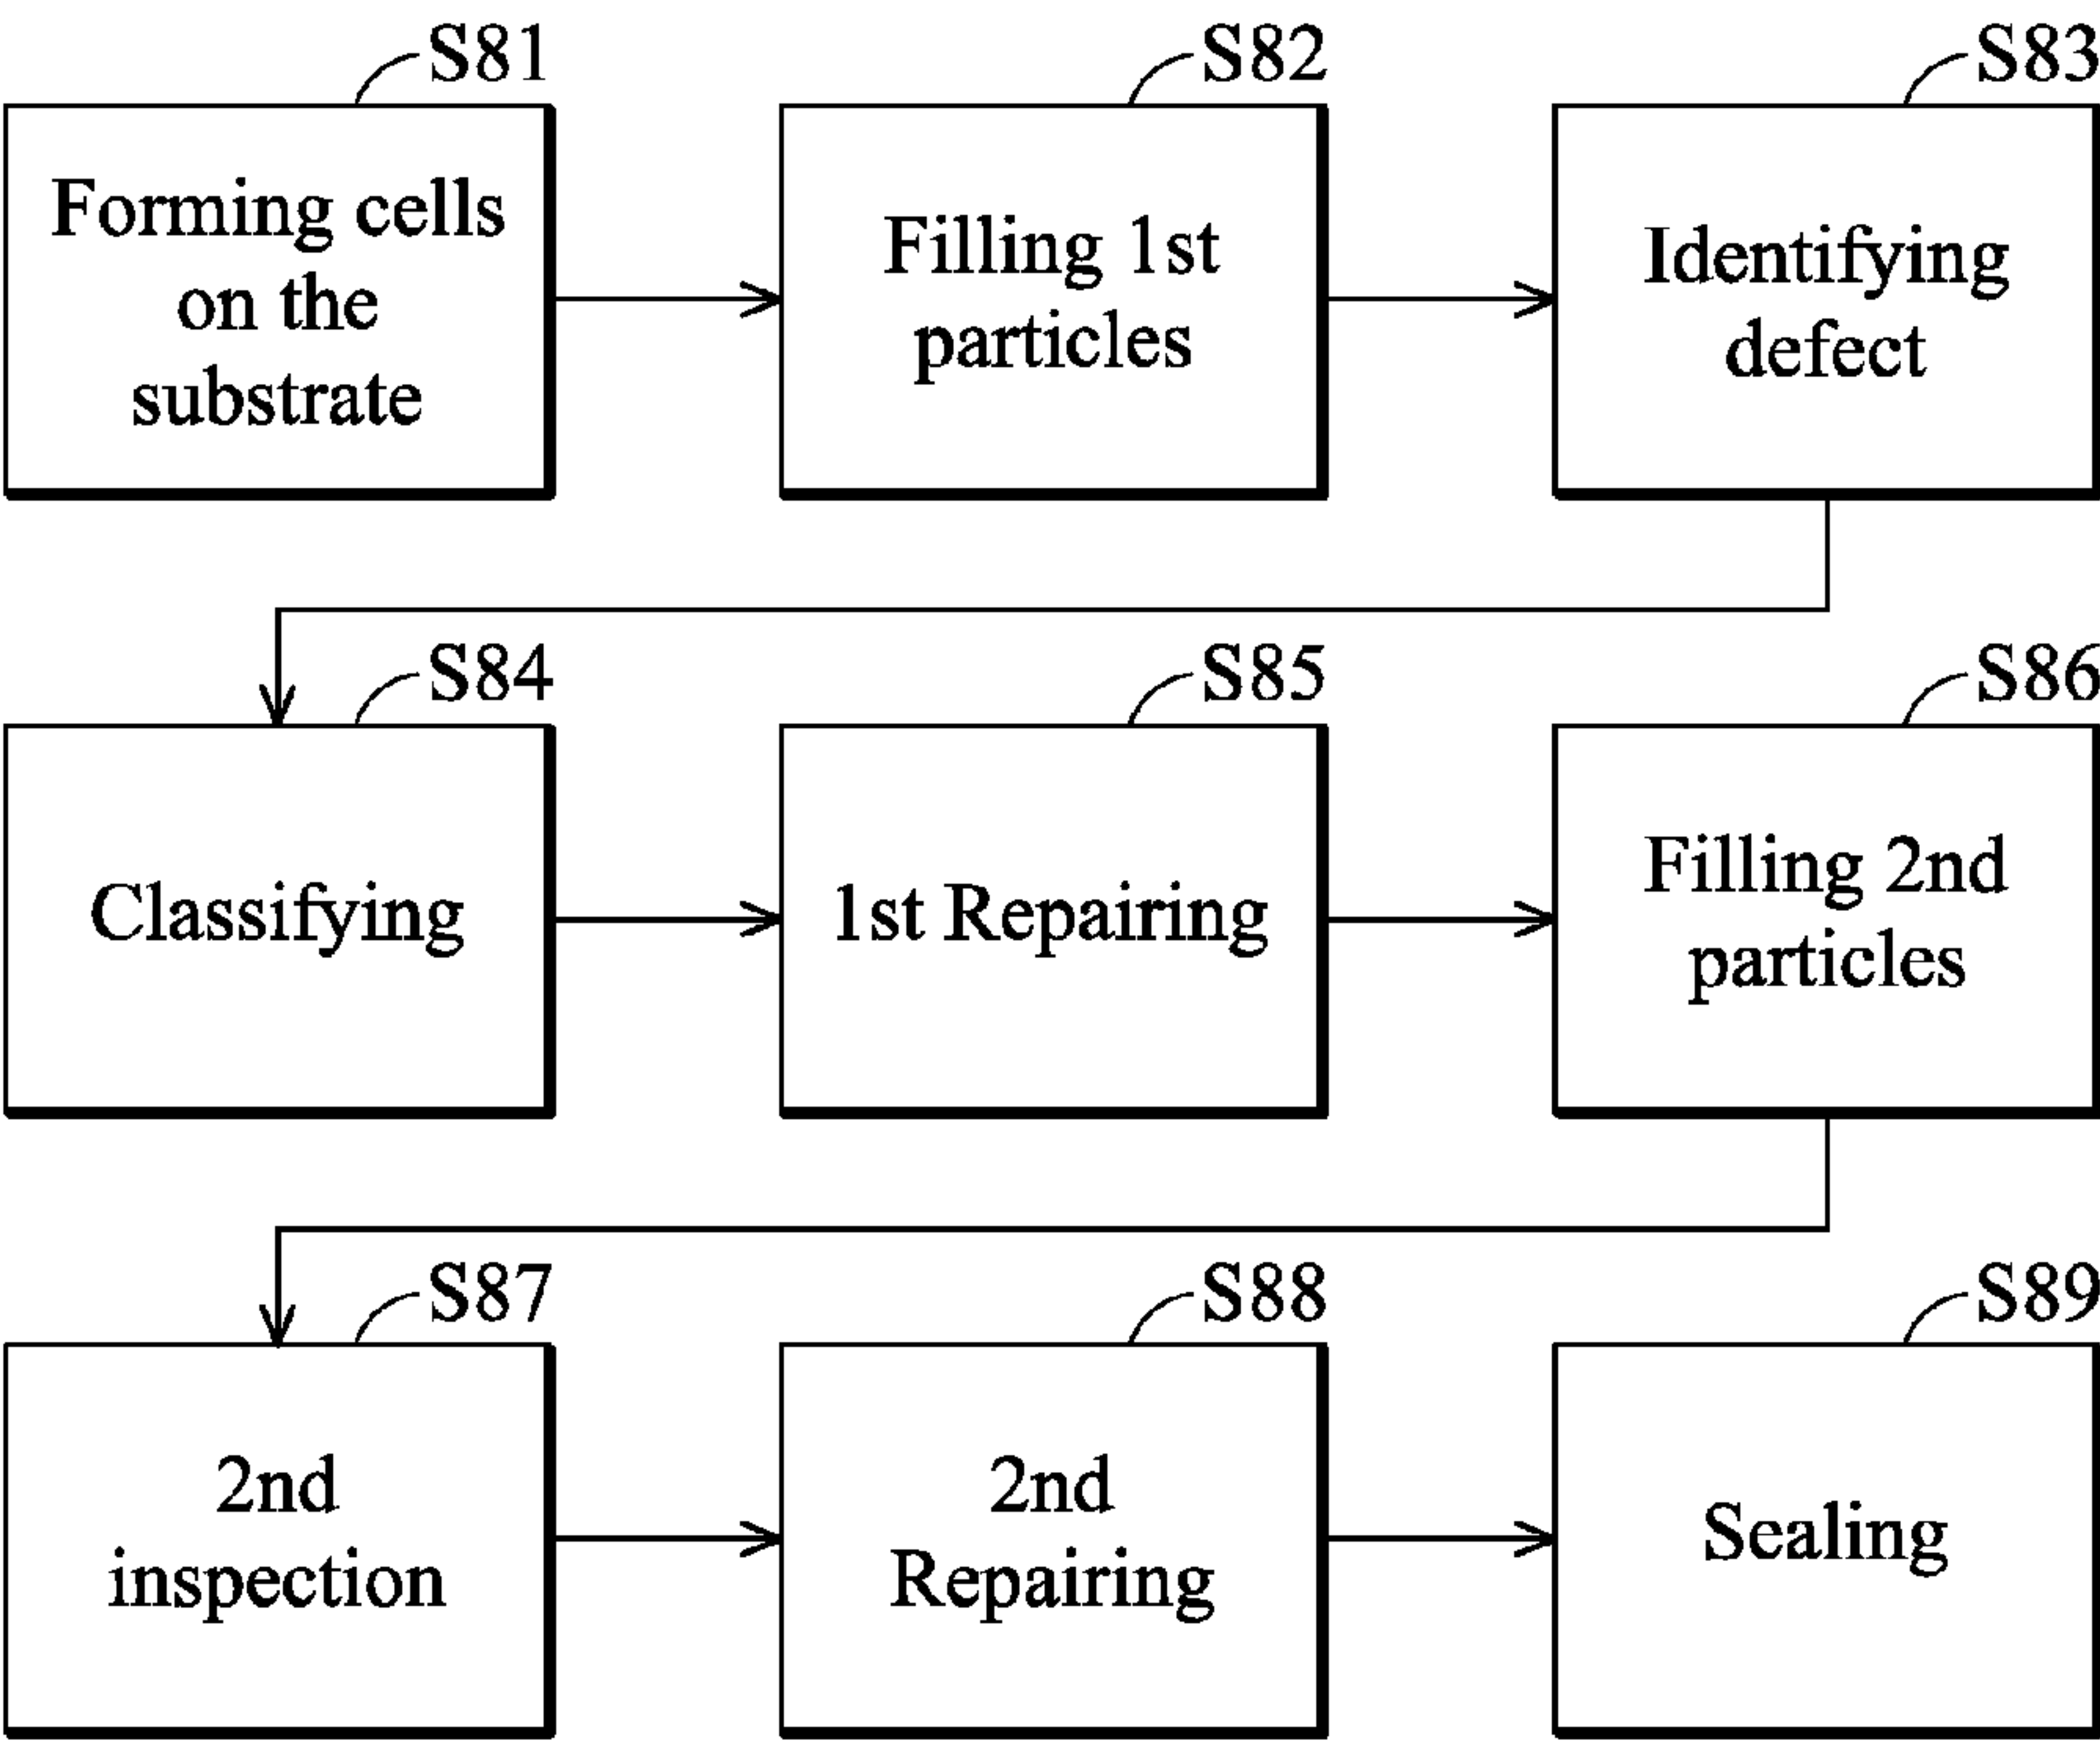 S81
Forming cells
on the
substrate
S82
Filling 1st
particles
S83
Identifying
defect
S84
Classifying
S85
1st Repairing
S86
Filling 2nd
particles
S87
2nd
inspection
S88
2nd
Repairing
S89
Sealing